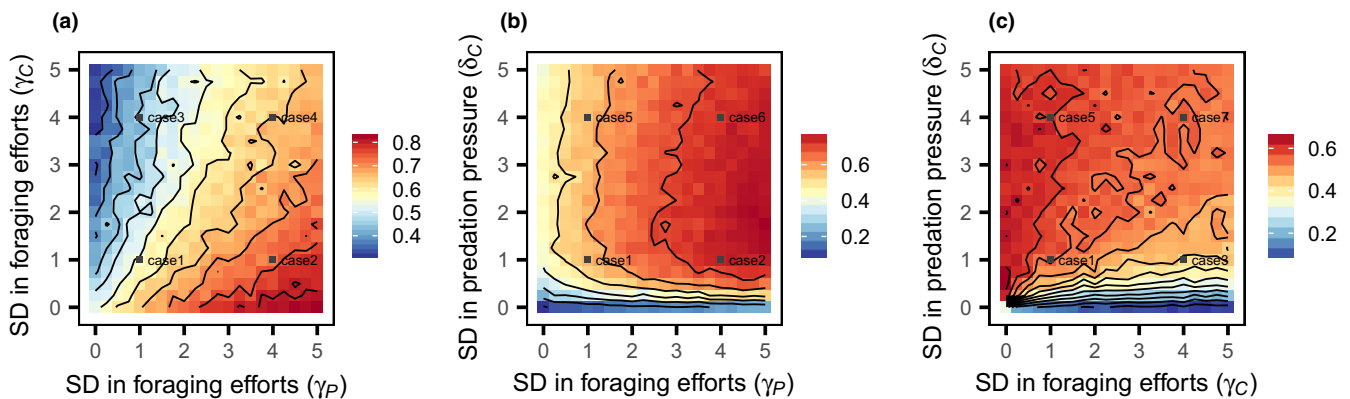 (a)
SD in foraging efforts (γC)
5
4
3
2
1
0
case3
case4
case1
case2
0 1 2 3 4 5
SD in foraging efforts (γP)
0.8
0.7
0.6
0.5
0.4
(b)
SD in predation pressure (δC)
5
4
3
2
1
0
case5
case6
case1
case2
0 1 2 3 4 5
SD in foraging efforts (γP)
0.6
0.4
0.2
(c)
SD in predation pressure (δC)
5
4
3
2
1
0
case5
case7
case1
case3
0 1 2 3 4 5
SD in foraging efforts (γC)
0.6
0.4
0.2